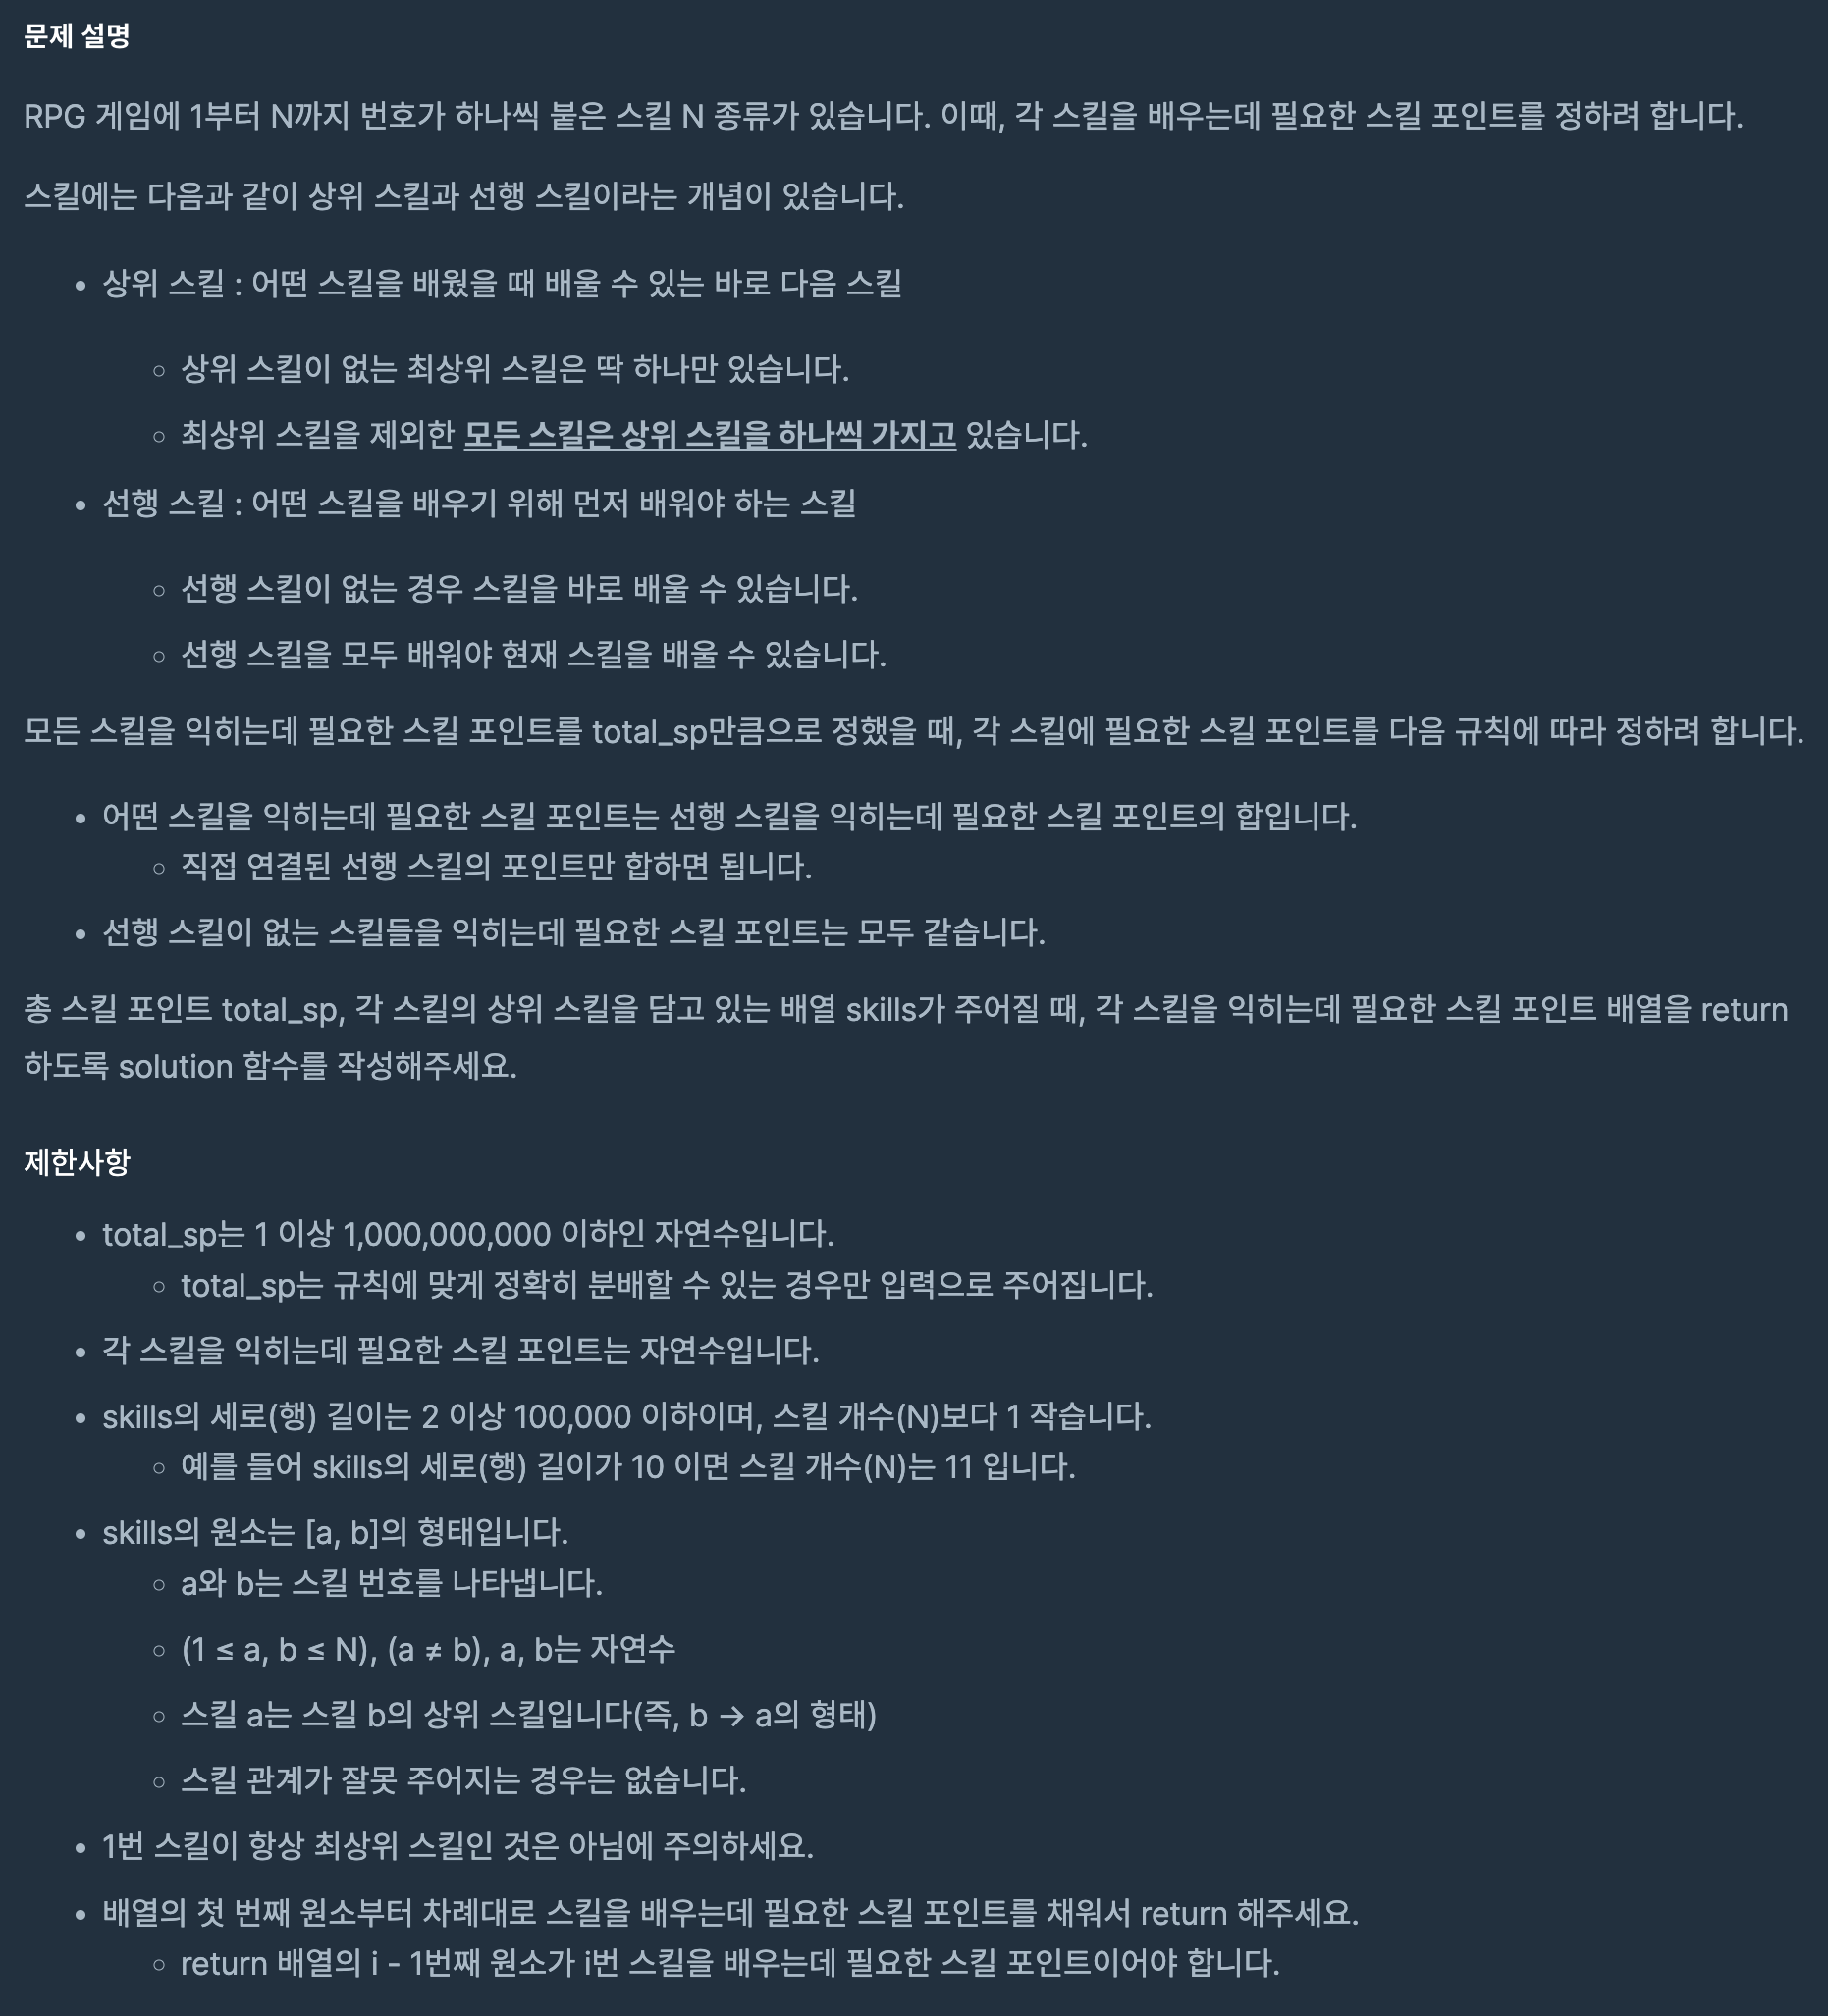 문제 설명
RPG 게임에 1부터 N까지 번호가 하나씩 붙은 스킬 N 종류가 있습니다. 이때, 각 스킬을 배우는데 필요한 스킬 포인트를 정하려 합니다.
스킬에는 다음과 같이 상위 스킬과 선행 스킬이라는 개념이 있습니다.
• 상위 스킬 : 어떤 스킬을 배웠을 때 배울 수 있는 바로 다음 스킬
◦ 상위 스킬이 없는 최상위 스킬은 딱 하나만 있습니다.
◦ 최상위 스킬을 제외한 모든 스킬은 상위 스킬을 하나씩 가지고 있습니다.
• 선행 스킬 : 어떤 스킬을 배우기 위해 먼저 배워야 하는 스킬
◦ 선행 스킬이 없는 경우 스킬을 바로 배울 수 있습니다.
◦ 선행 스킬을 모두 배워야 현재 스킬을 배울 수 있습니다.
모든 스킬을 익히는데 필요한 스킬 포인트를 total_sp만큼으로 정했을 때, 각 스킬에 필요한 스킬 포인트를 다음 규칙에 따라 정하려 합니다.
• 어떤 스킬을 익히는데 필요한 스킬 포인트는 선행 스킬을 익히는데 필요한 스킬 포인트의 합입니다.
◦ 직접 연결된 선행 스킬의 포인트만 합하면 됩니다.
• 선행 스킬이 없는 스킬들을 익히는데 필요한 스킬 포인트는 모두 같습니다.
총 스킬 포인트 total_sp, 각 스킬의 상위 스킬을 담고 있는 배열 skills가 주어질 때, 각 스킬을 익히는데 필요한 스킬 포인트 배열을 return
하도록 solution 함수를 작성해주세요.
제한사항
• total_sp는 1 이상 1,000,000,000 이하인 자연수입니다.
◦ total_sp는 규칙에 맞게 정확히 분배할 수 있는 경우만 입력으로 주어집니다.
• 각 스킬을 익히는데 필요한 스킬 포인트는 자연수입니다.
• skills의 세로(행) 길이는 2 이상 100,000 이하이며, 스킬 개수(N)보다 1 작습니다.
◦ 예를 들어 skills의 세로(행) 길이가 10 이면 스킬 개수(N)는 11 입니다.
• skills의 원소는 [a, b]의 형태입니다.
◦ a와 b는 스킬 번호를 나타냅니다.
◦ (1 ≤ a, b ≤ N), (a ≠ b), a, b는 자연수
◦ 스킬 a는 스킬 b의 상위 스킬입니다(즉, b → a의 형태)
◦ 스킬 관계가 잘못 주어지는 경우는 없습니다.
• 1번 스킬이 항상 최상위 스킬인 것은 아님에 주의하세요.
• 배열의 첫 번째 원소부터 차례대로 스킬을 배우는데 필요한 스킬 포인트를 채워서 return 해주세요.
◦ return 배열의 i - 1번째 원소가 i번 스킬을 배우는데 필요한 스킬 포인트이어야 합니다.